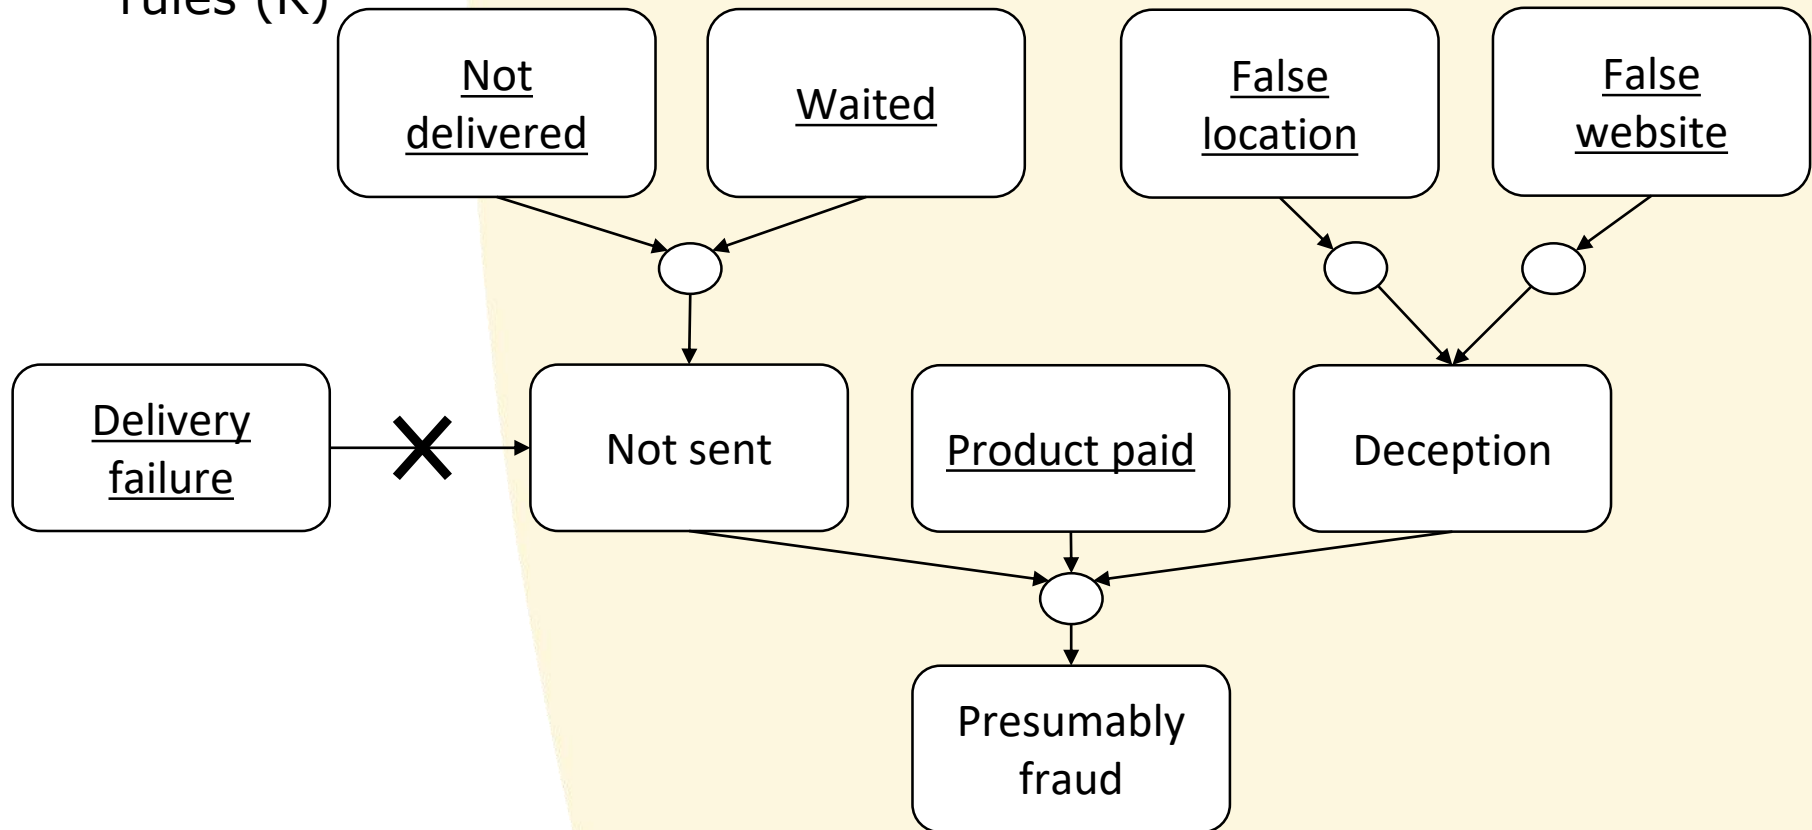 rules (R)
Not
delivered
Waited
False
location
False
website
Delivery
failure
Not sent
Product paid
Deception
Presumably
fraud